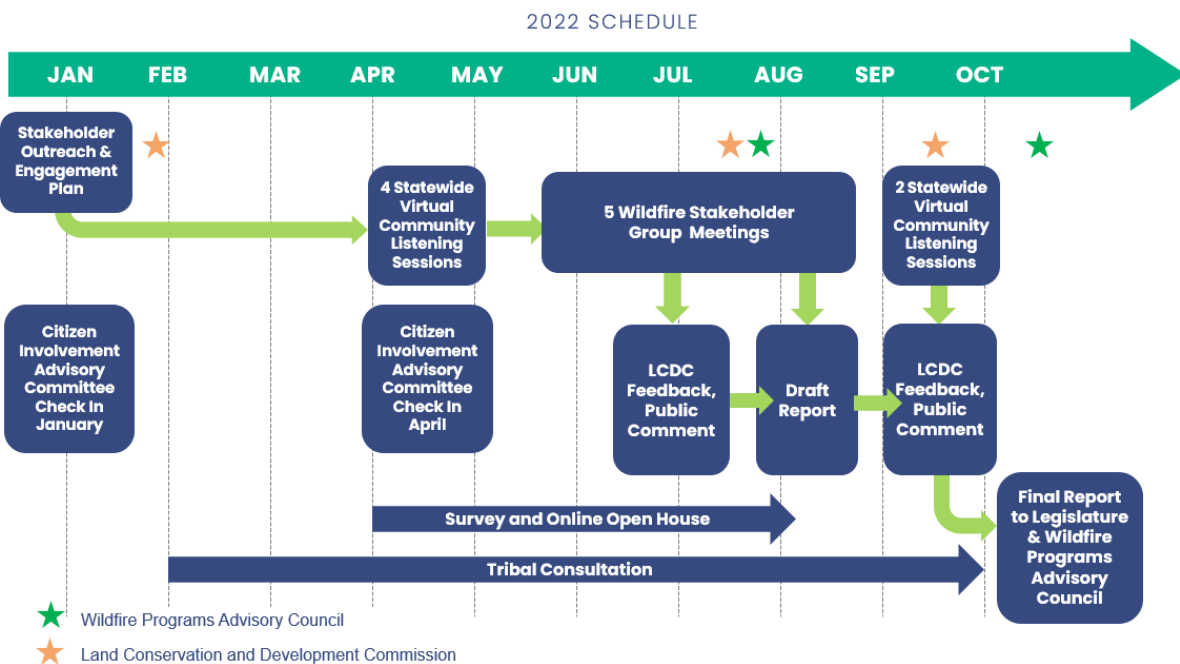 2022 SCHEDULE
JAN FEB MAR APR MAY JUN JUL AUG SEP OCT
Stakeholder
Outreach &
Engagement
Plan
4 Statewide
Virtual
Community
Listening
Sessions
5 Wildfire Stakeholder
Group Meetings
2 Statewide
Virtual
Community
Listening
Sessions
Citizen
Involvement
Advisory
Committee
Check In
January
Citizen
Involvement
Advisory
Committee
Check In
April
LCDC
Feedback,
Public
Comment
Draft
Report
LCDC
Feedback,
Public
Comment
Survey and Online Open House
Tribal Consultation
Final Report
to Legislature
& Wildfire
Programs
Advisory
Council
Wildfire Programs Advisory Council
Land Conservation and Development Commission